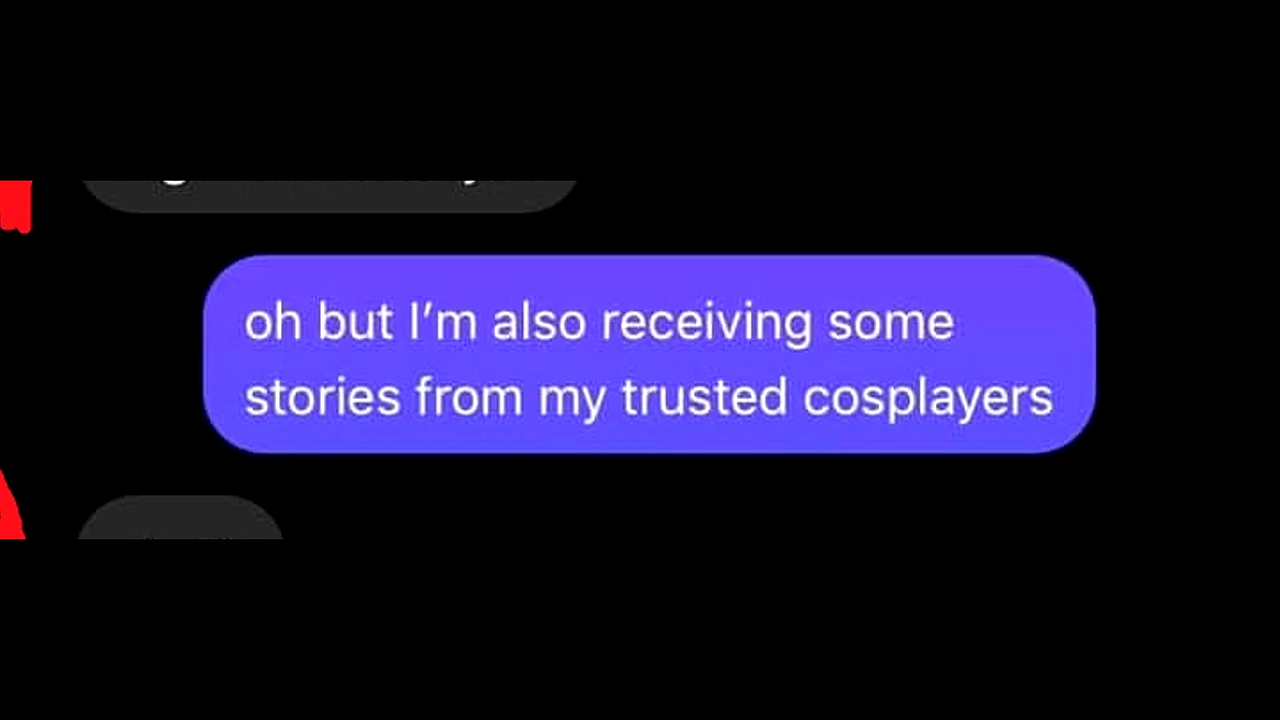 oh but I’m also receiving some
stories from my trusted cosplayers